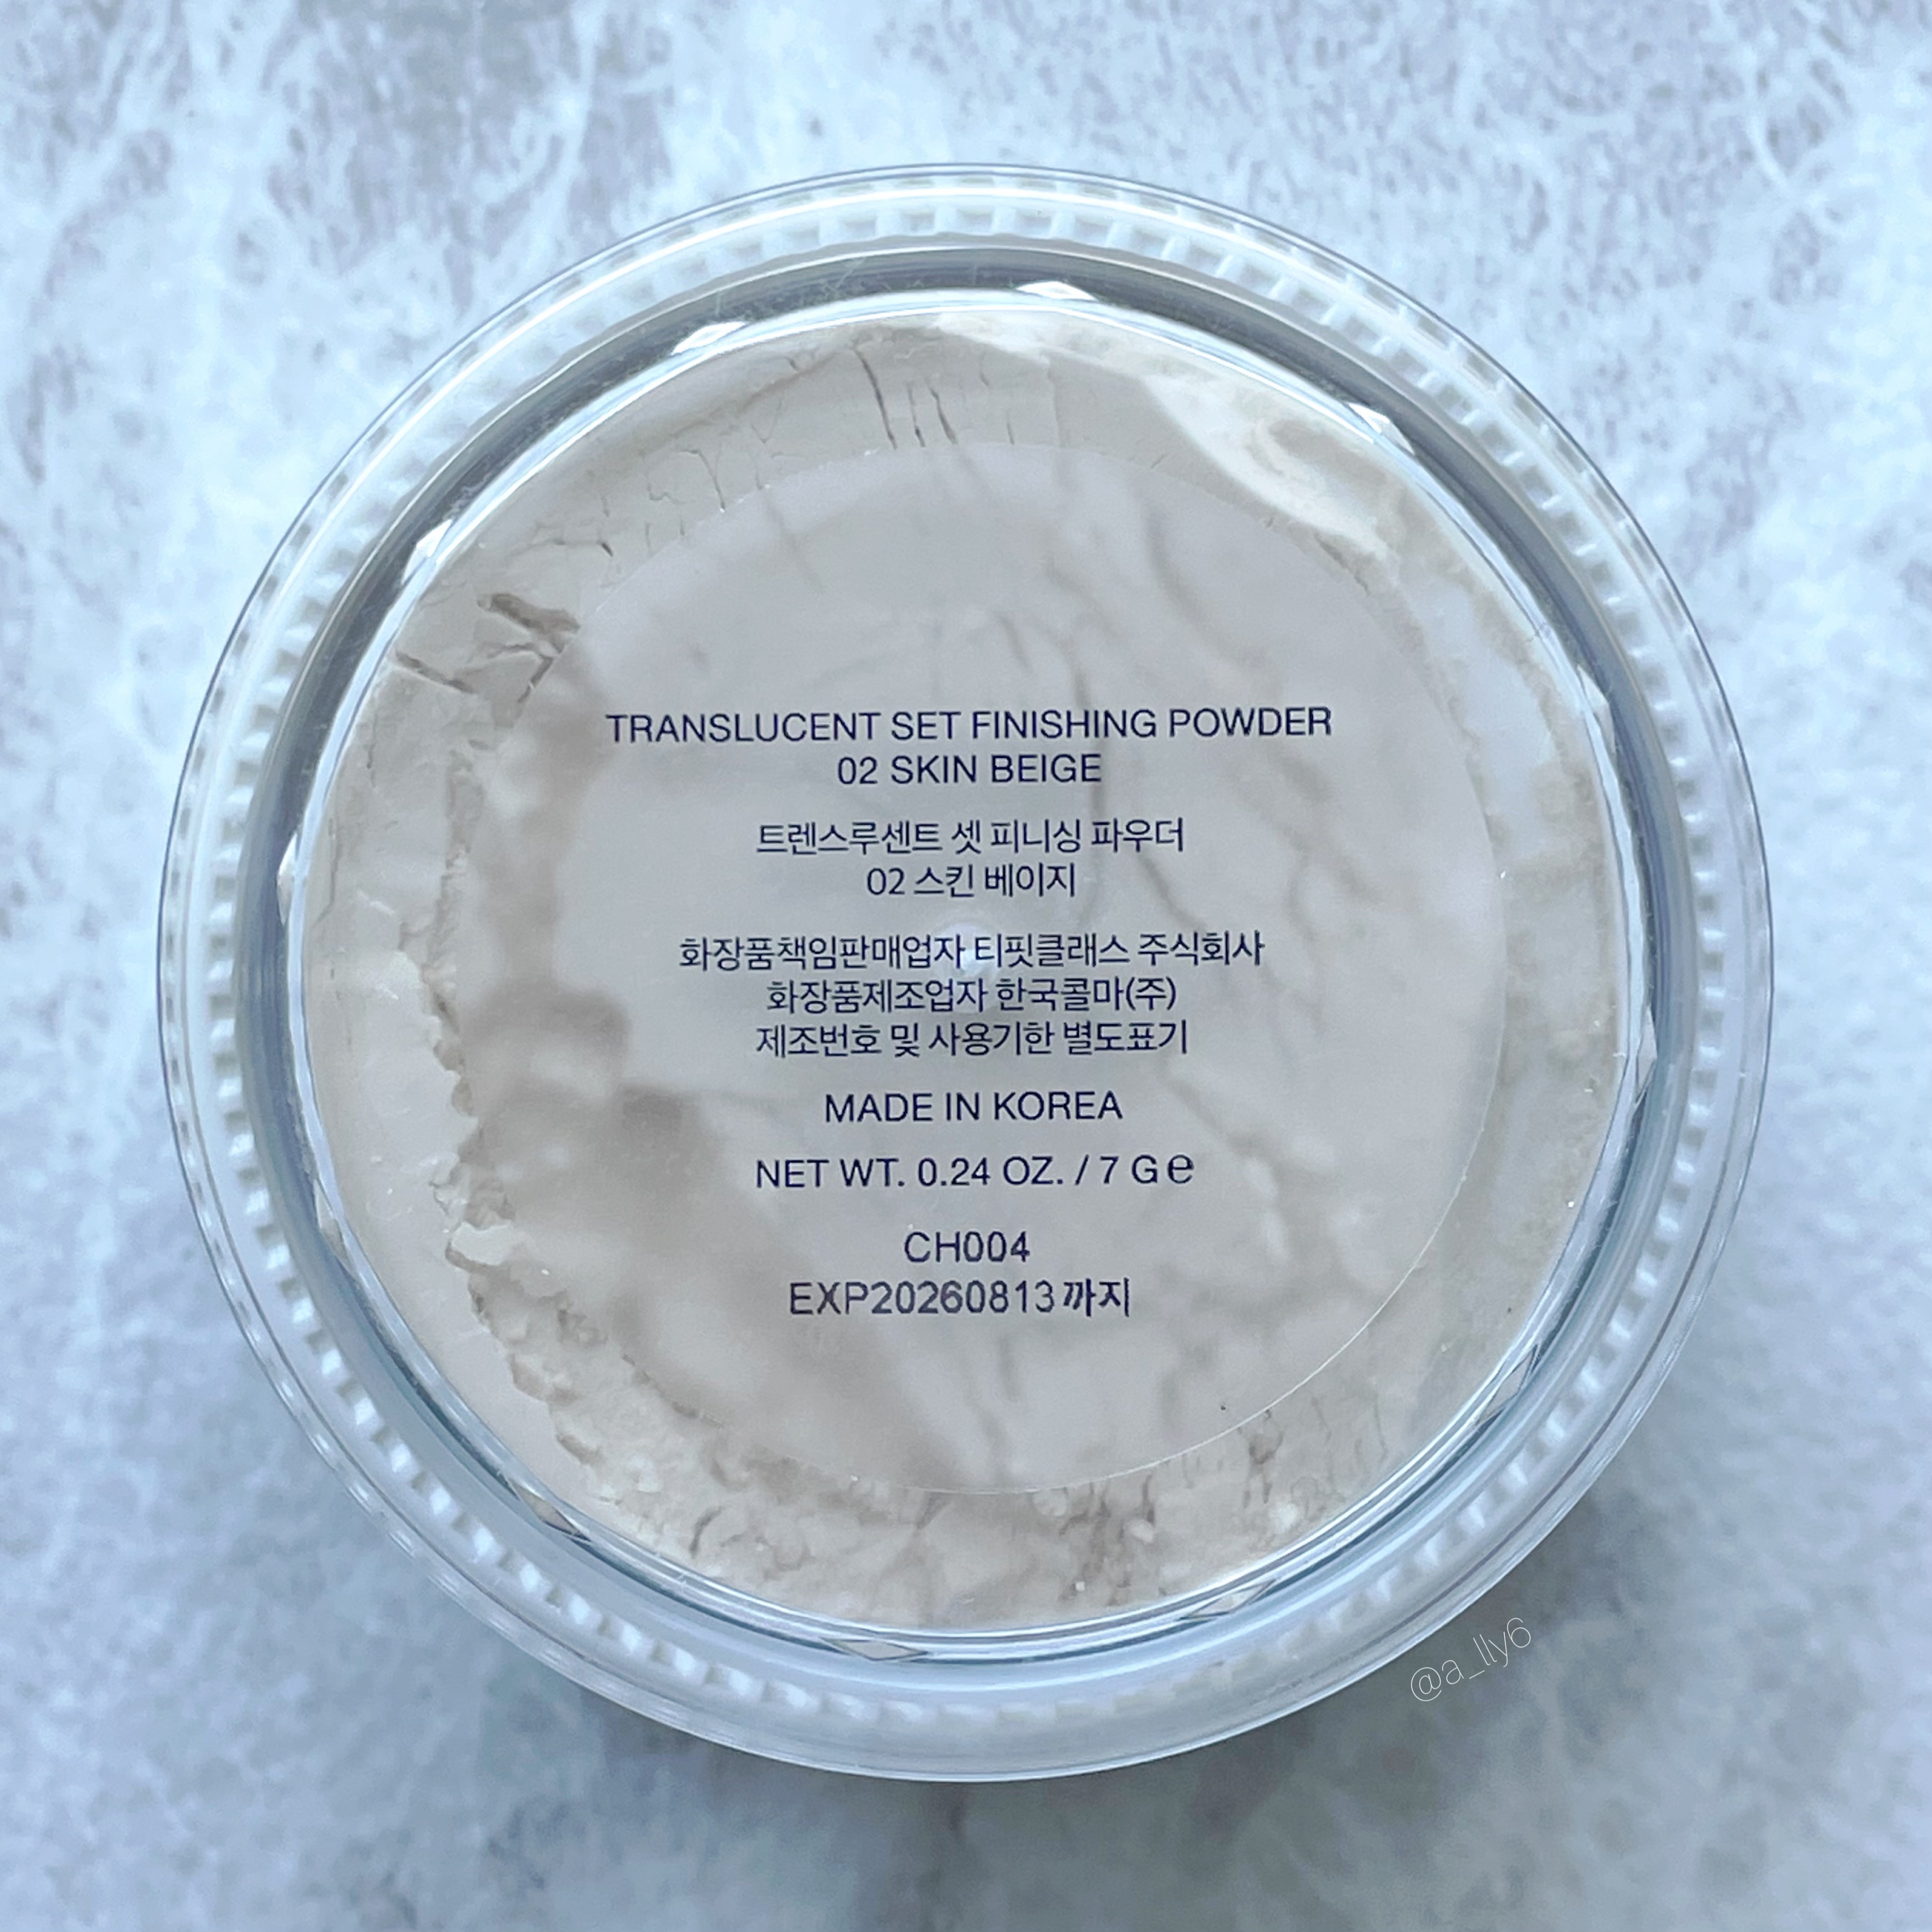 TRANSLUCENT SET FINISHING POWDER
02 SKIN BEIGE
트렌스루센트 셋 피니싱 파우더
02 스킨 베이지
화장품책임판매업자 티핏클래스 주식회사
화장품제조업자 한국콜마(주)
제조번호 및 사용기한 별도표기
MADE IN KOREA
NET WT. 0.24 OZ. / 7 G e
CH004
EXP20260813까지
@a_lly6